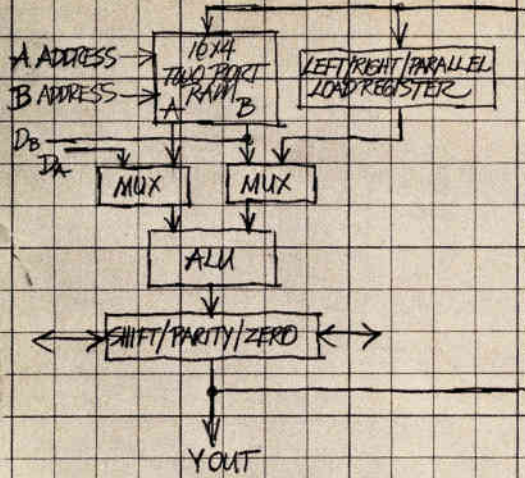 16x4
TWO PORT
RAM
A ADDRESS
B ADDRESS
A B
LEFT/RIGHT/PARALLEL
LOAD REGISTER
DB
DA
MUX
MUX
ALU
SHIFT/PARITY/ZERO
YOUT